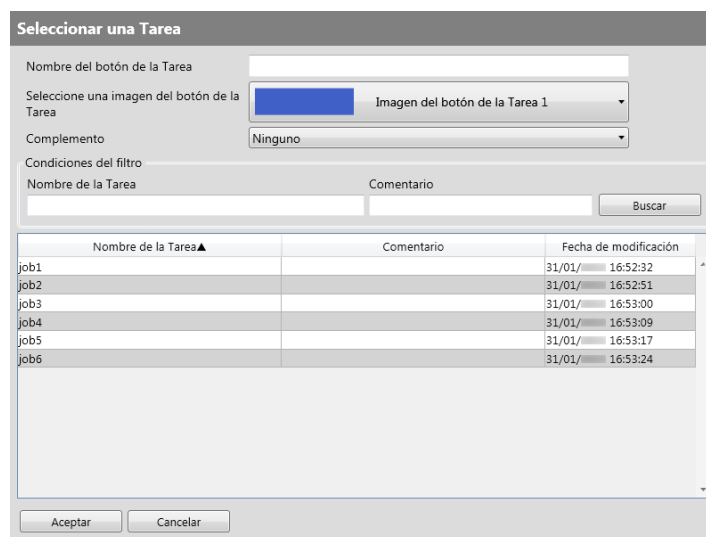 Seleccionar una Tarea
Nombre del botón de la Tarea
Seleccione una imagen del botón de la
Tarea
Imagen del botón de la Tarea 1
Complemento
Ninguno
Condiciones del filtro
Nombre de la Tarea
Comentario
Buscar
Nombre de la Tarea▲ Comentario Fecha de modificación
job1 31/01/ 16:52:32
job2 31/01/ 16:52:51
job3 31/01/ 16:53:00
job4 31/01/ 16:53:09
job5 31/01/ 16:53:17
job6 31/01/ 16:53:24
Aceptar Cancelar